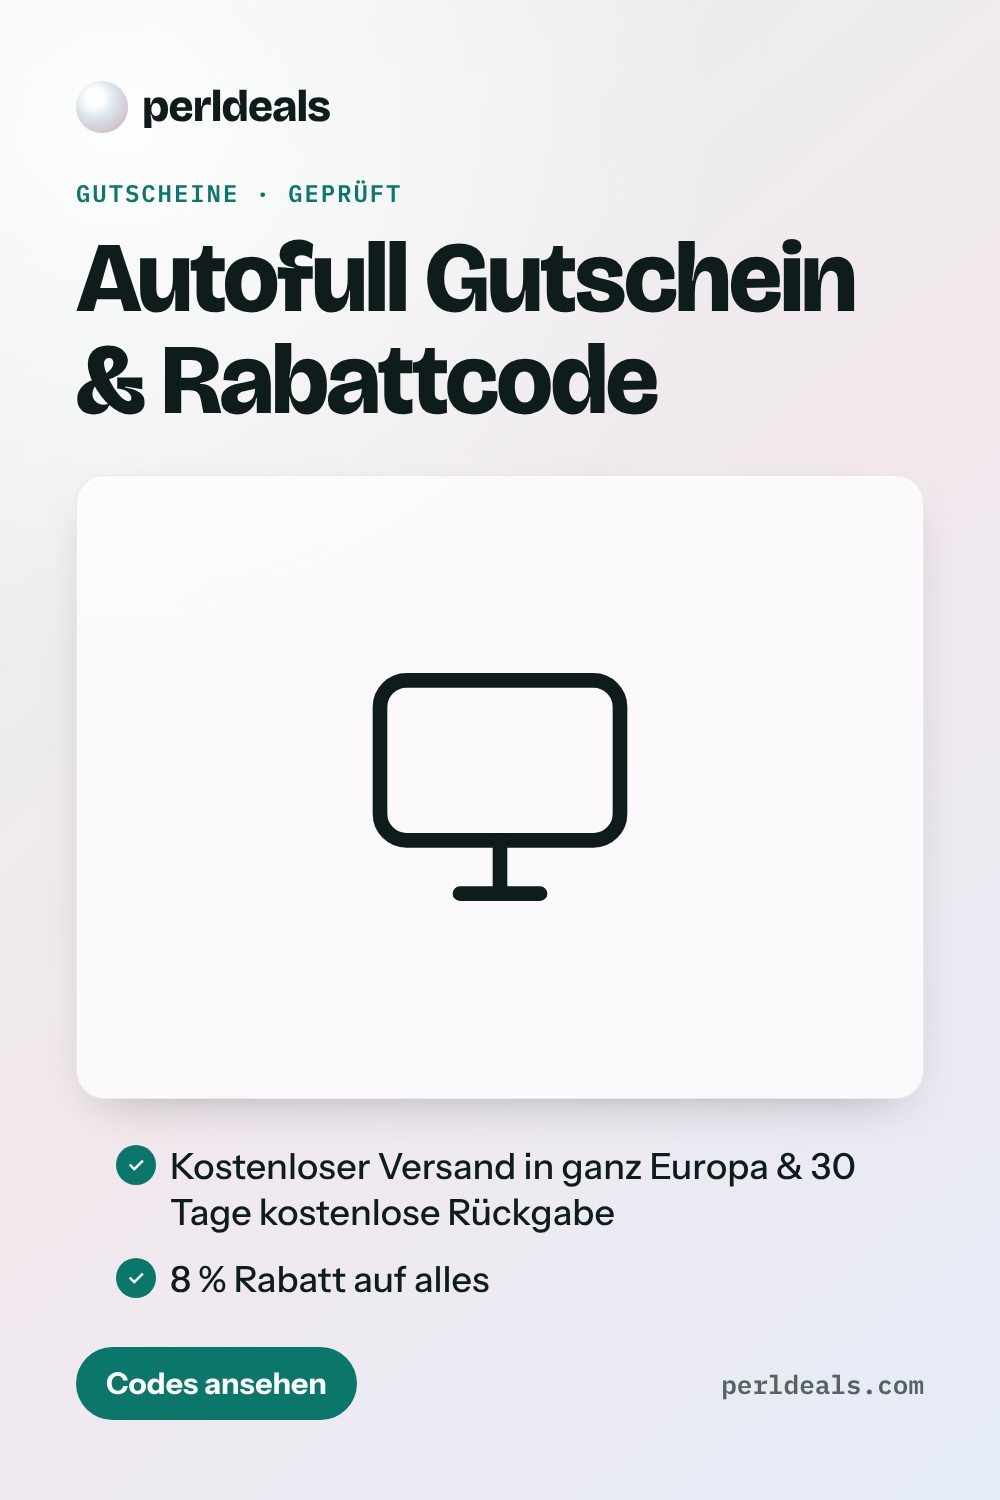 perldeals
GUTSCHEINE · GEPRÜFT
Autofull Gutschein
& Rabattcode
Kostenloser Versand in ganz Europa & 30
Tage kostenlose Rückgabe
8 % Rabatt auf alles
Codes ansehen
perldeals.com